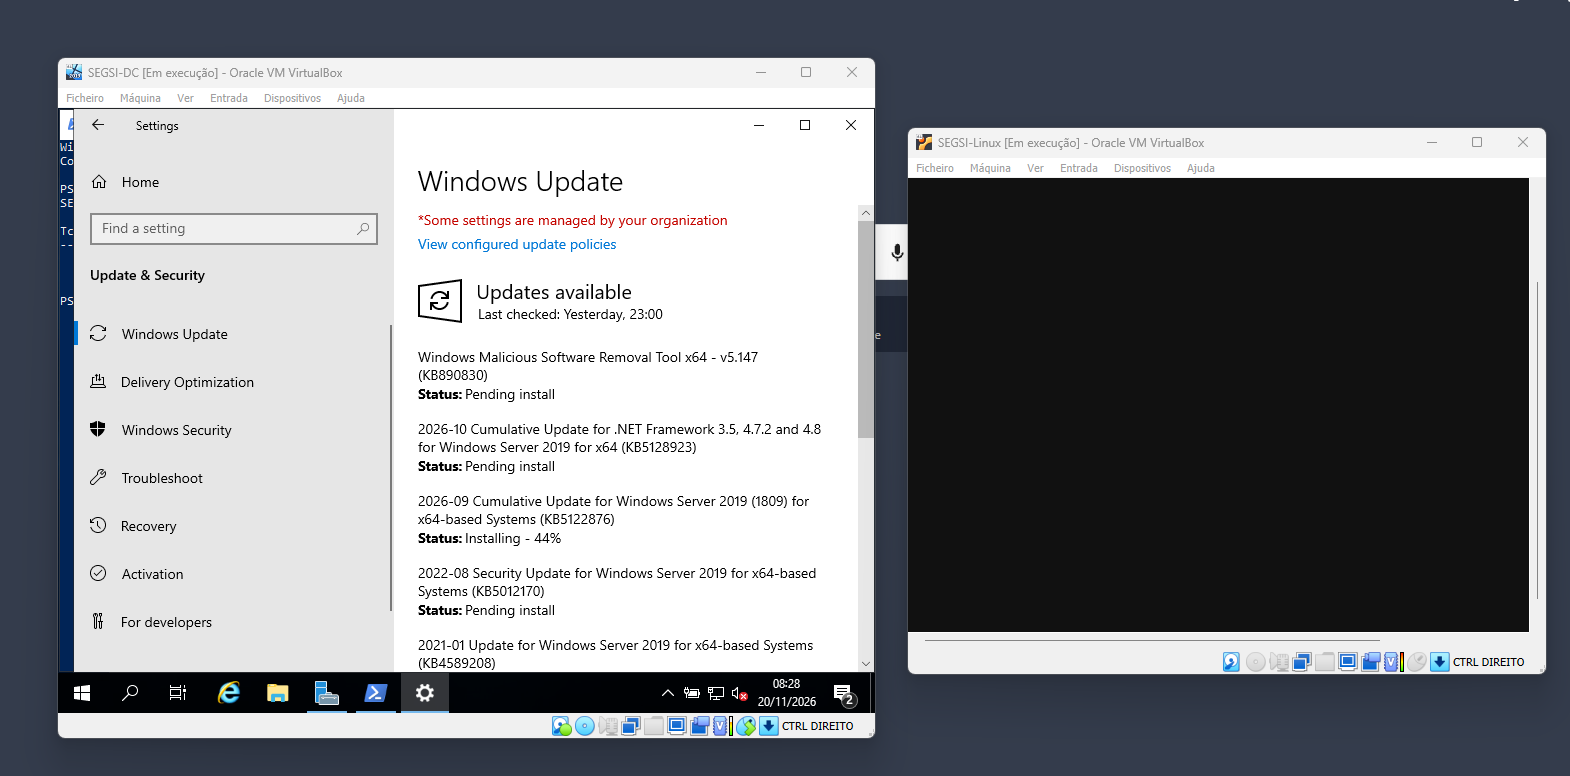 SEGSI-DC [Em execução] - Oracle VM VirtualBox
Ficheiro Máquina Ver Entrada Dispositivos Ajuda
Settings
Wi
Co
PS
SE
Tc
--
PS
Home
Find a setting
Update & Security
Windows Update
Delivery Optimization
Windows Security
Troubleshoot
Recovery
Activation
For developers
Windows Update
*Some settings are managed by your organization
View configured update policies
Updates available
Last checked: Yesterday, 23:00
Windows Malicious Software Removal Tool x64 - v5.147
(KB890830)
Status: Pending install
2026-10 Cumulative Update for .NET Framework 3.5, 4.7.2 and 4.8
for Windows Server 2019 for x64 (KB5128923)
Status: Pending install
2026-09 Cumulative Update for Windows Server 2019 (1809) for
x64-based Systems (KB5122876)
Status: Installing - 44%
2022-08 Security Update for Windows Server 2019 for x64-based
Systems (KB5012170)
Status: Pending install
2021-01 Update for Windows Server 2019 for x64-based Systems
(KB4589208)
08:28
20/11/2026
2
CTRL DIREITO
e
SEGSI-Linux [Em execução] - Oracle VM VirtualBox
Ficheiro Máquina Ver Entrada Dispositivos Ajuda
CTRL DIREITO